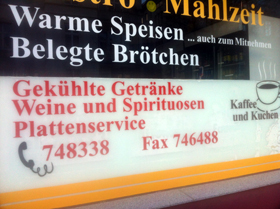 Bistro • Mahlzeit
Warme Speisen ... auch zum Mitnehmen
Belegte Brötchen
Gekühlte Getränke
Weine und Spirituosen
Plattenservice
748338 Fax 746488
Kaffee
und Kuchen